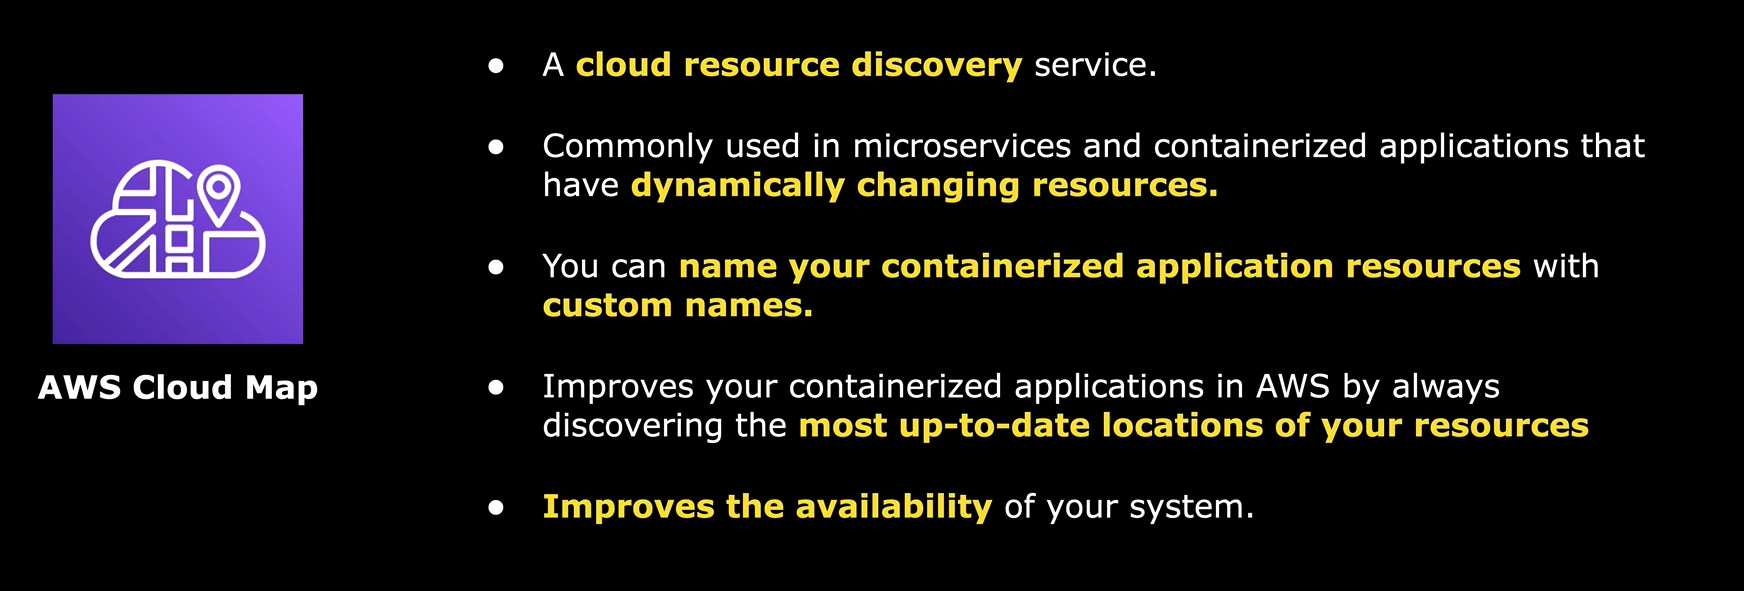 AWS Cloud Map
● A cloud resource discovery service.
● Commonly used in microservices and containerized applications that
have dynamically changing resources.
● You can name your containerized application resources with
custom names.
● Improves your containerized applications in AWS by always
discovering the most up-to-date locations of your resources
● Improves the availability of your system.